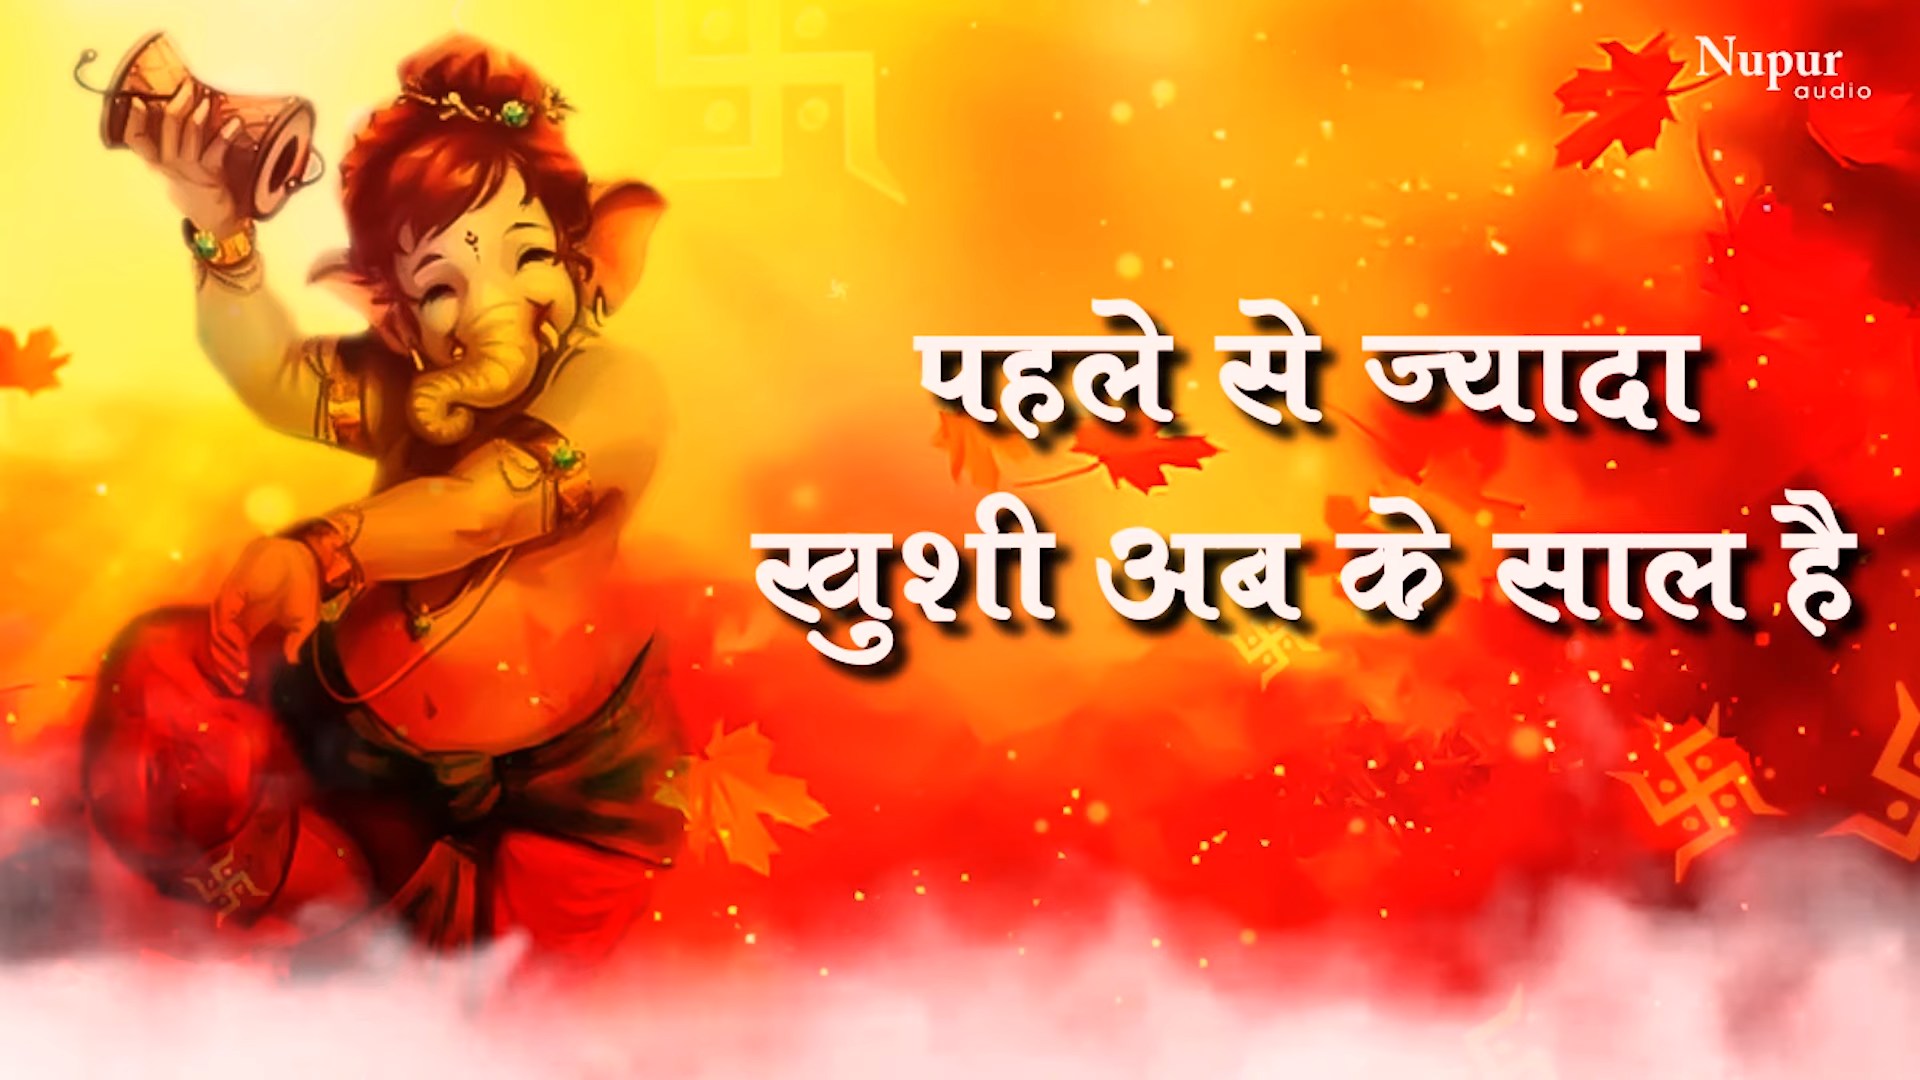 Nupur
audio
पहले से ज्यादा
खुशी अब के साल है